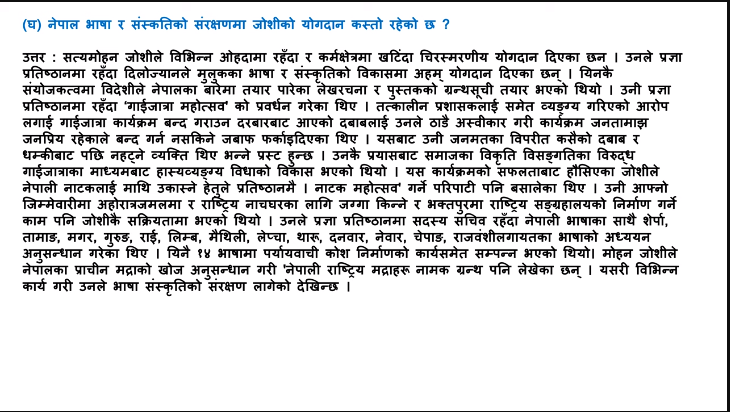 (घ) नेपाल भाषा र संस्कतिको संरक्षणमा जोशीको योगदान कस्तो रहेको छ ?
उत्तर : सत्यमोहन जोशीले विभिन्न ओहदामा रहँदा र कर्मक्षेत्रमा खटिंदा चिरस्मरणीय योगदान दिएका छन । उनले प्रज्ञा
प्रतिष्ठानमा रहँदा दिलोज्यानले मुलुकका भाषा र संस्कृतिको विकासमा अहम् योगदान दिएका छन् । यिनकै
संयोजकत्वमा विदेशीले नेपालका बारेमा तयार पारेका लेखरचना र पुस्तकको ग्रन्थसूची तयार भएको थियो । उनी प्रज्ञा
प्रतिष्ठानमा रहँदा 'गाईजात्रा महोत्सव' को प्रवर्धन गरेका थिए । तत्कालीन प्रशासकलाई समेत व्यङ्ग्य गरिएको आरोप
लगाई गाईजात्रा कार्यक्रम बन्द गराउन दरबारबाट आएको दबाबलाई उनले ठाडै अस्वीकार गरी कार्यक्रम जनतामाझ
जनप्रिय रहेकाले बन्द गर्न नसकिने जबाफ फर्काइदिएका थिए । यसबाट उनी जनमतका विपरीत कसैको दबाब र
धम्कीबाट पछि नहट्ने व्यक्ति थिए भन्ने प्रस्ट हुन्छ । उनकै प्रयासबाट समाजका विकृति विसङ्गतिका विरुद्ध
गाईजात्राका माध्यमबाट हास्यव्यङ्ग्य विधाको विकास भएको थियो । यस कार्यक्रमको सफलताबाट हौसिएका जोशीले
नेपाली नाटकलाई माथि उकास्ने हेतुले प्रतिष्ठानमै । नाटक महोत्सव' गर्ने परिपाटी पनि बसालेका थिए । उनी आफ्नो
जिम्मेवारीमा अहोरात्रजमलमा र राष्ट्रिय नाचघरका लागि जग्गा किन्ने र भक्तपुरमा राष्ट्रिय सङ्ग्रहालयको निर्माण गर्ने
काम पनि जोशीकै सक्रियतामा भएको थियो । उनले प्रज्ञा प्रतिष्ठानमा सदस्य सचिव रहँदा नेपाली भाषाका साथै शेर्पा,
तामाङ, मगर, गुरुङ, राई, लिम्ब, मैथिली, लेप्चा, थारू, दनवार, नेवार, चेपाङ, राजवंशीलगायतका भाषाको अध्ययन
अनुसन्धान गरेका थिए । यिनै १४ भाषामा पर्यायवाची कोश निर्माणको कार्यसमेत सम्पन्न भएको थियो। मोहन जोशीले
नेपालका प्राचीन मद्राको खोज अनुसन्धान गरी 'नेपाली राष्ट्रिय मद्राहरू नामक ग्रन्थ पनि लेखेका छन् । यसरी विभिन्न
कार्य गरी उनले भाषा संस्कृतिको संरक्षण लागेको देखिन्छ ।